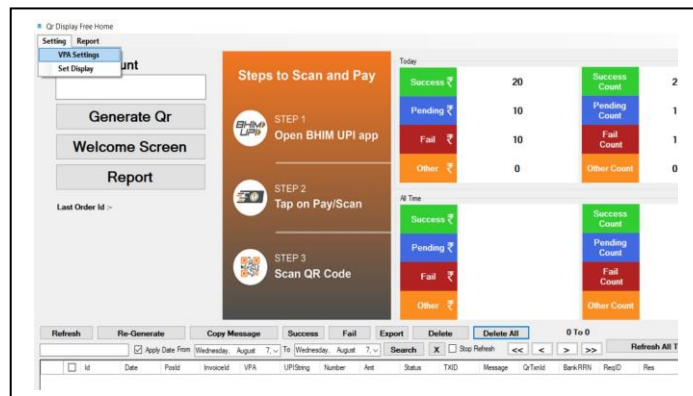 Qr Display Free Home
Setting Report
VPA Settings
Set Display
unt
Generate Qr
Welcome Screen
Report
Last Order Id :-
Steps to Scan and Pay
BHIM UPI
STEP 1
Open BHIM UPI app
STEP 2
Tap on Pay/Scan
STEP 3
Scan QR Code
Today
Success ₹ 20 Success Count 2
Pending ₹ 10 Pending Count 1
Fail ₹ 10 Fail Count 1
Other ₹ 0 Other Count 0
All Time
Success ₹ Success Count
Pending ₹ Pending Count
Fail ₹ Fail Count
Other ₹ Other Count
Refresh Re-Generate Copy Message Success Fail Export Delete Delete All 0 To 0
Apply Date From Wednesday, August 7, To Wednesday, August 7, Search X Stop Refresh << < > >> Refresh All T
Id Date PosId InvoiceId VPA UPIString Number Amt Status TXID Message QrTxnId Bank RRN ReqID Res